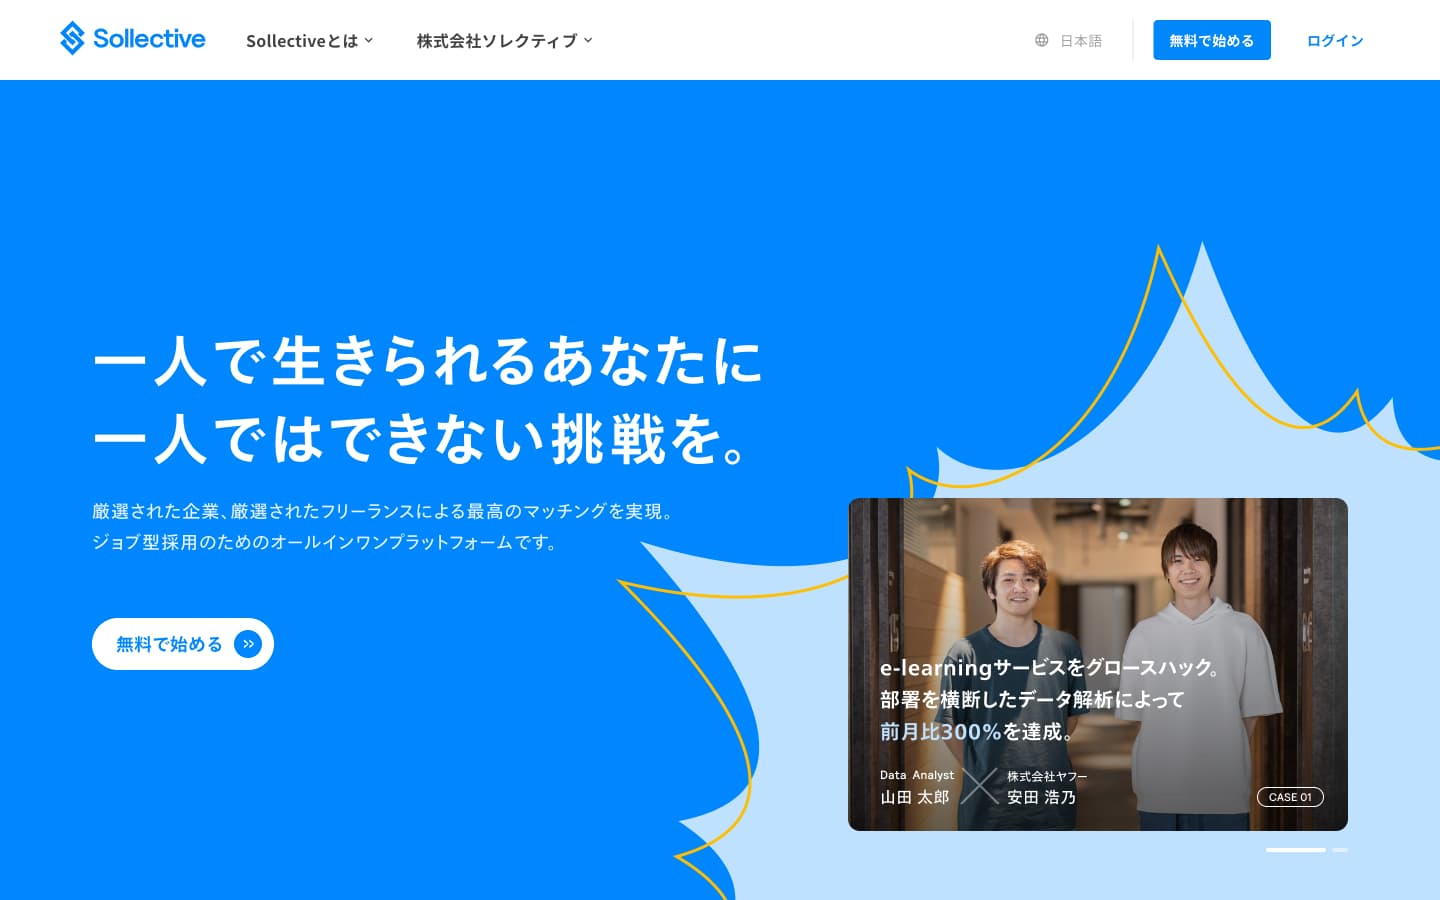 Sollective
Sollectiveとは
株式会社ソレクティブ
日本語
無料で始める
ログイン
一人で生きられるあなたに
一人ではできない挑戦を。
厳選された企業、厳選されたフリーランスによる最高のマッチングを実現。
ジョブ型採用のためのオールインワンプラットフォームです。
無料で始める
e-learningサービスをグロースハック。
部署を横断したデータ解析によって
前月比300%を達成。
Data Analyst
山田 太郎
株式会社ヤフー
安田 浩乃
CASE 01